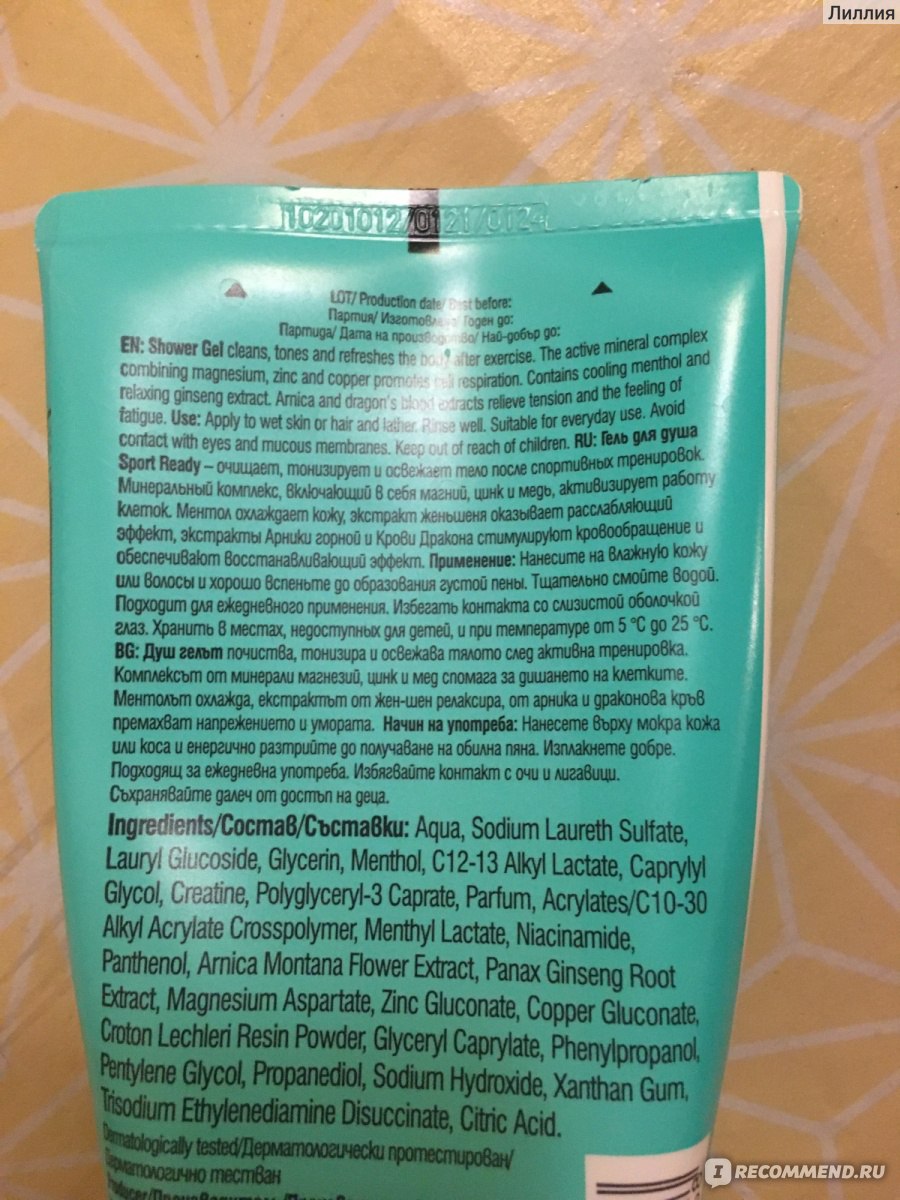 Лиллия
10201012/0121/0124
LOT/ Production date/ Best before:
Партия/ Изготовлено/ Годен до:
Партида/ Дата на производство/ Най-добър до:
EN: Shower Gel cleans, tones and refreshes the body after exercise. The active mineral complex
combining magnesium, zinc and copper promotes cell respiration. Contains cooling menthol and
relaxing ginseng extract. Arnica and dragon's blood extracts relieve tension and the feeling of
fatigue. Use: Apply to wet skin or hair and lather. Rinse well. Suitable for everyday use. Avoid
contact with eyes and mucous membranes. Keep out of reach of children. RU: Гель для душа
Sport Ready – очищает, тонизирует и освежает тело после спортивных тренировок.
Минеральный комплекс, включающий в себя магний, цинк и медь, активизирует работу
клеток. Ментол охлаждает кожу, экстракт женьшеня оказывает расслабляющий
эффект, экстракты Арники горной и Крови Дракона стимулируют кровообращение и
обеспечивают восстанавливающий эффект. Применение: Нанесите на влажную кожу
или волосы и хорошо вспеньте до образования густой пены. Тщательно смойте водой.
Подходит для ежедневного применения. Избегать контакта со слизистой оболочкой
глаз. Хранить в местах, недоступных для детей, и при температуре от 5 °C до 25 °C.
BG: Душ гелът почиства, тонизира и освежава тялото след активна тренировка.
Комплексът от минерали магнезий, цинк и мед спомага за дишането на клетките.
Ментолът охлажда, екстрактът от жен-шен релаксира, от арника и драконова кръв
премахват напрежението и умората. Начин на употреба: Нанесете върху мокра кожа
или коса и енергично разтрийте до получаване на обилна пяна. Изплакнете добре.
Подходящ за ежедневна употреба. Избягвайте контакт с очи и лигавици.
Съхранявайте далеч от достъп на деца.
Ingredients/Состав/Съставки: Aqua, Sodium Laureth Sulfate,
Lauryl Glucoside, Glycerin, Menthol, C12-13 Alkyl Lactate, Caprylyl
Glycol, Creatine, Polyglyceryl-3 Caprate, Parfum, Acrylates/C10-30
Alkyl Acrylate Crosspolymer, Menthyl Lactate, Niacinamide,
Panthenol, Arnica Montana Flower Extract, Panax Ginseng Root
Extract, Magnesium Aspartate, Zinc Gluconate, Copper Gluconate,
Croton Lechleri Resin Powder, Glyceryl Caprylate, Phenylpropanol,
Pentylene Glycol, Propanediol, Sodium Hydroxide, Xanthan Gum,
Trisodium Ethylenediamine Disuccinate, Citric Acid.
Dermatologically tested/Дерматологически протестирован/
Дерматологично тестван
IRECOMMEND.RU